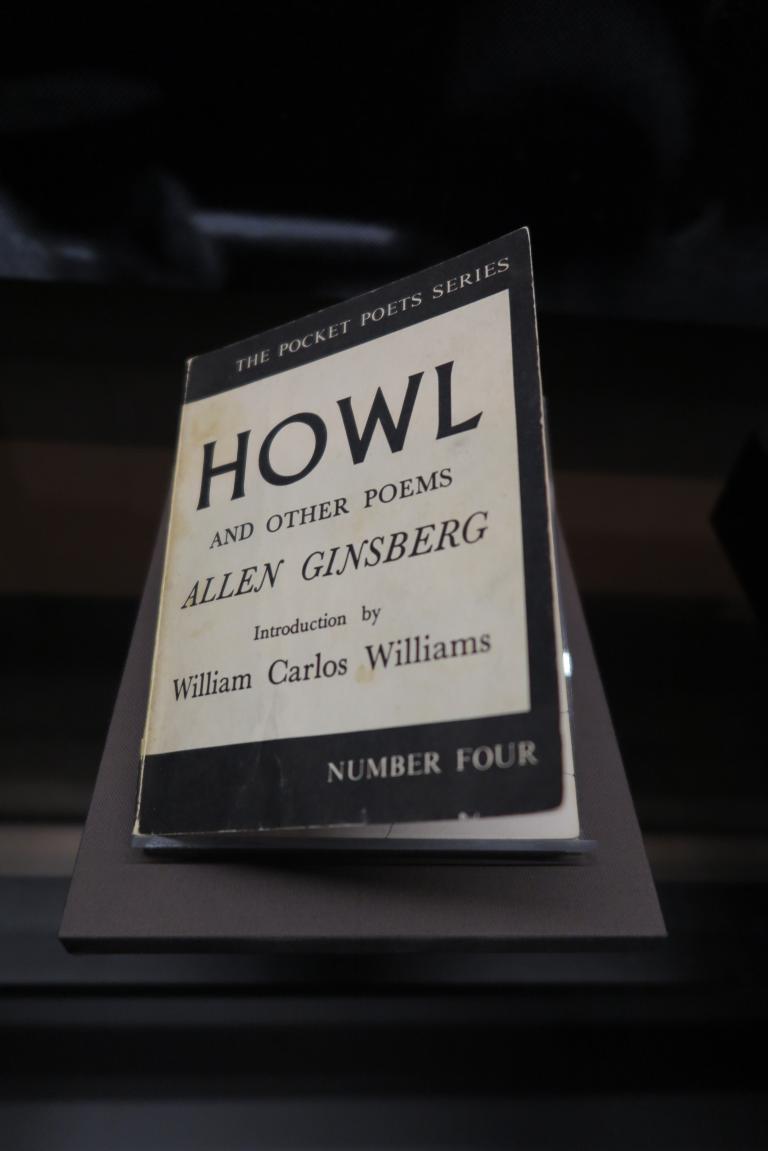 THE POCKET POETS SERIES
HOWL
AND OTHER POEMS
ALLEN GINSBERG
Introduction by
William Carlos Williams
NUMBER FOUR